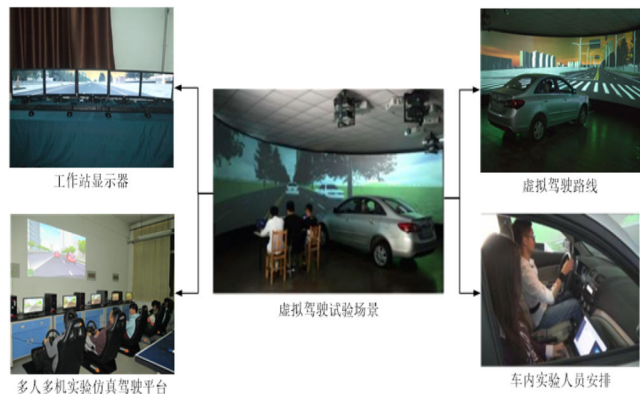 工作站显示器
虚拟驾驶路线
虚拟驾驶试验场景
多人多机实验仿真驾驶平台
车内实验人员安排